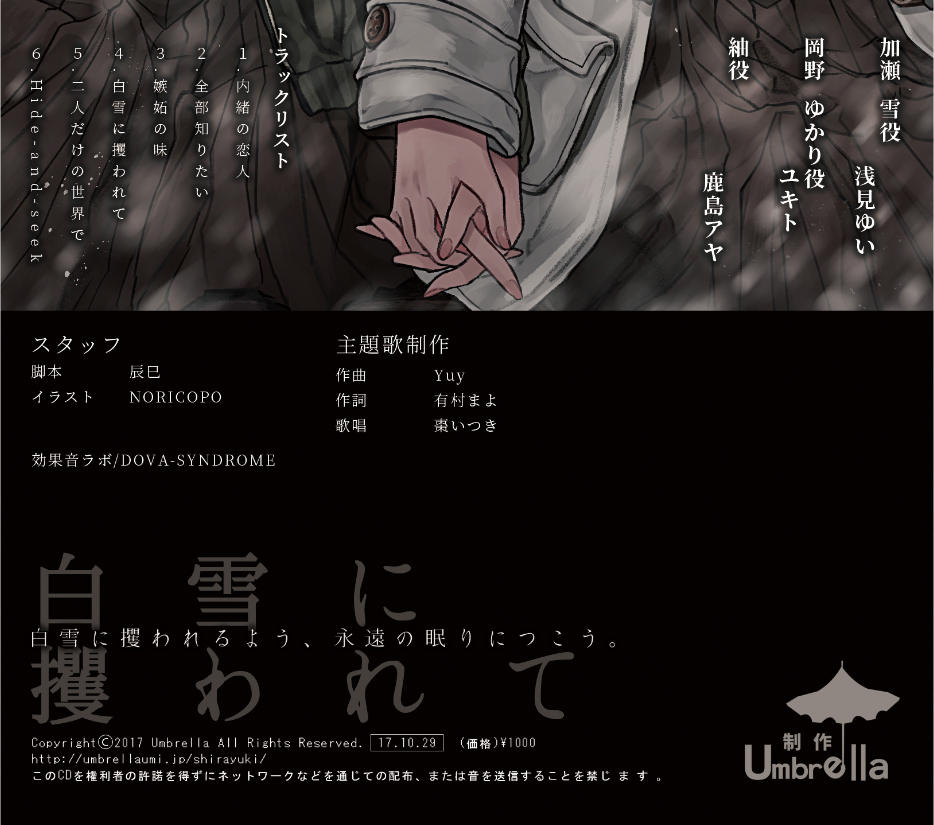 加瀬 雪役 浅見ゆい
岡野 ゆかり役 ユキト
紬役 鹿島アヤ
トラックリスト
1.内緒の恋人
2.全部知りたい
3.嫉妬の味
4.白雪に攫われて
5.二人だけの世界で
6.Hide-and-seek
スタッフ
脚本 辰巳
イラスト NORICOPO
効果音ラボ/DOVA-SYNDROME
主題歌制作
作曲 Yuy
作詞 有村まよ
歌唱 棗いつき
白雪に
白雪に攫われるよう、永遠の眠りにつこう。
攫われて
Copyright©2017 Umbrella All Rights Reserved. 17.10.29 (価格)¥1000
http://umbrellaumi.jp/shirayuki/
このCDを権利者の許諾を得ずにネットワークなどを通じての配布、または音を送信することを禁じます。
制作
Umbrella